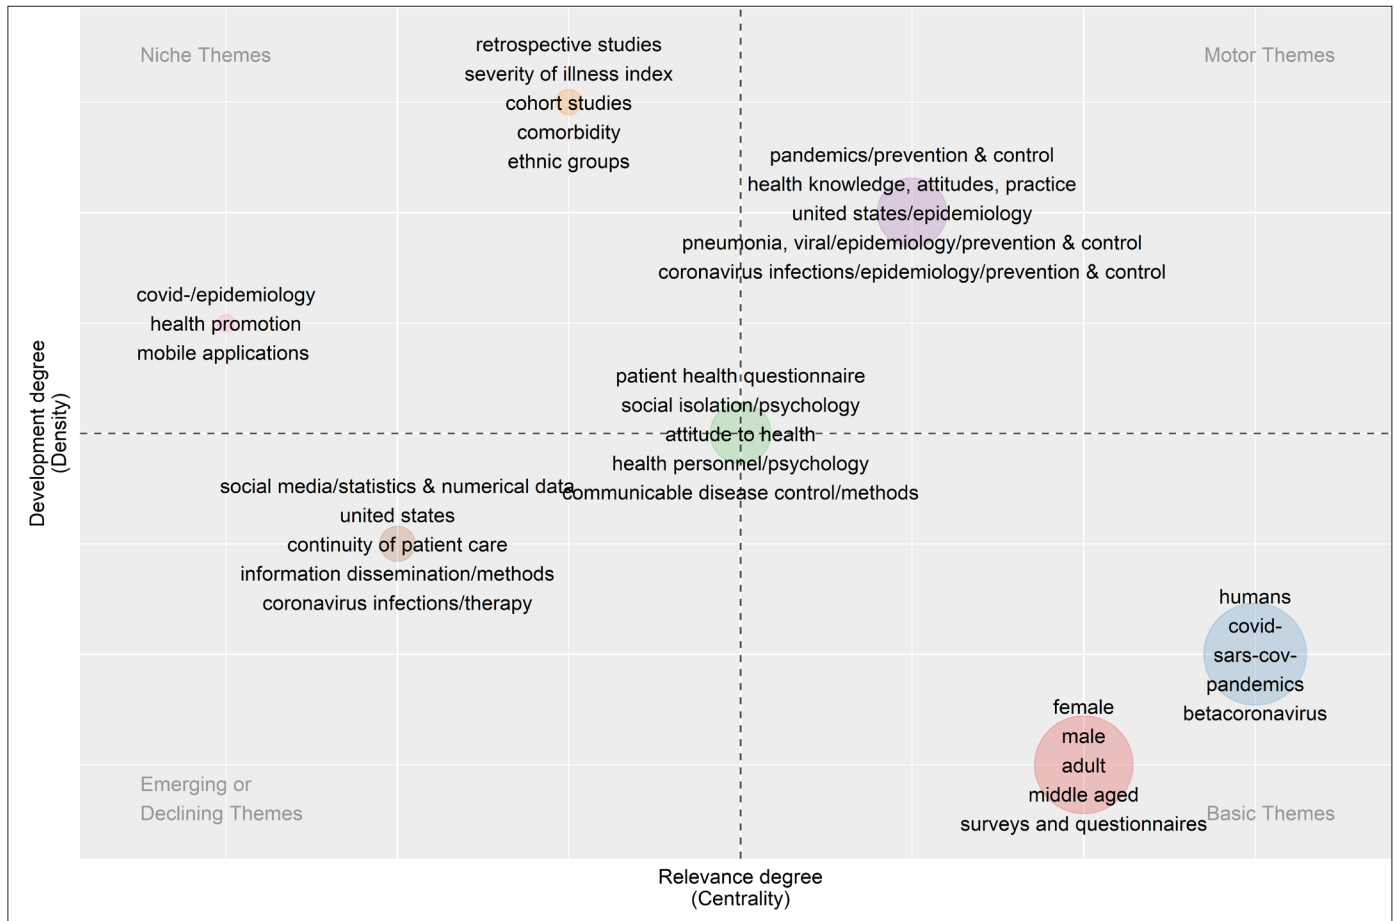 Niche Themes
Motor Themes
retrospective studies
severity of illness index
cohort studies
comorbidity
ethnic groups
pandemics/prevention & control
health knowledge, attitudes, practice
united states/epidemiology
pneumonia, viral/epidemiology/prevention & control
coronavirus infections/epidemiology/prevention & control
covid-/epidemiology
health promotion
mobile applications
patient health questionnaire
social isolation/psychology
attitude to health
health personnel/psychology
communicable disease control/methods
social media/statistics & numerical data
united states
continuity of patient care
information dissemination/methods
coronavirus infections/therapy
humans
covid-
sars-cov-
pandemics
betacoronavirus
female
male
adult
middle aged
surveys and questionnaires
Emerging or
Declining Themes
Basic Themes
Development degree
(Density)
Relevance degree
(Centrality)